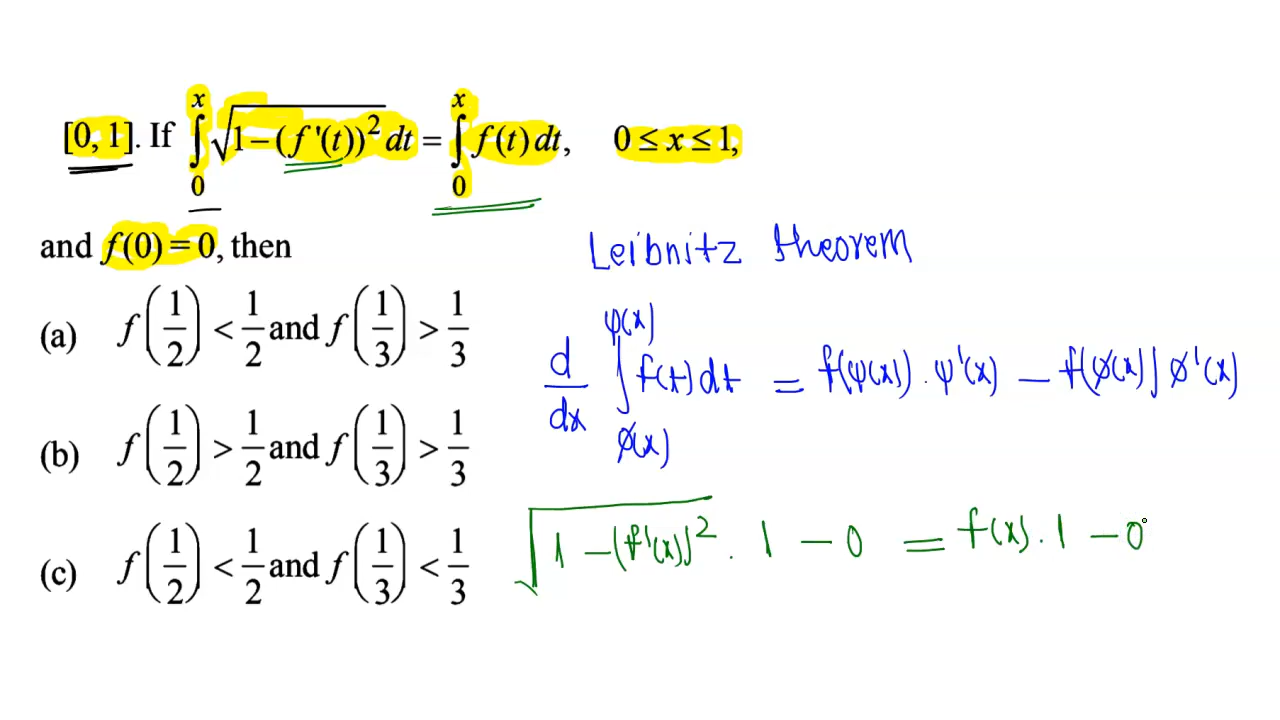 [0, 1]. If ∫₀ˣ √(1 – (f '(t))²) dt = ∫₀ˣ f(t) dt, 0 ≤ x ≤ 1,
and f(0) = 0, then
Leibnitz theorem
(a) f(1/2) < 1/2 and f(1/3) > 1/3
d/dx ∫_{φ(x)}^{ψ(x)} f(t) dt = f(ψ(x)) . ψ'(x) – f(φ(x)) φ'(x)
(b) f(1/2) > 1/2 and f(1/3) > 1/3
√(1 – (f'(x))²) . 1 – 0 = f(x) . 1 – 0
(c) f(1/2) < 1/2 and f(1/3) < 1/3